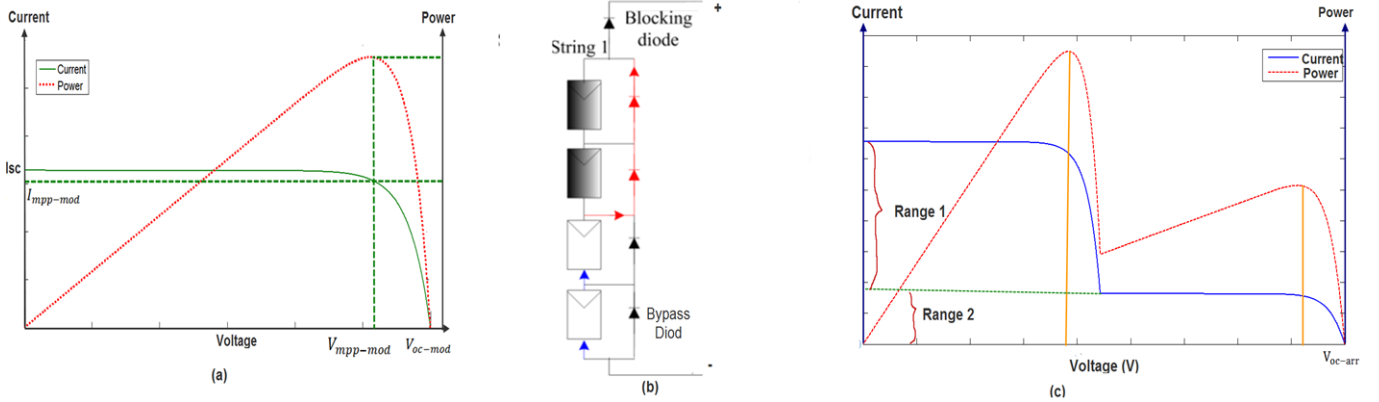 Current
Power
Current
Power
Isc
I_mpp-mod
Voltage
V_mpp-mod
V_oc-mod
(a)
+
Blocking
diode
String 1
Bypass
Diod
-
(b)
Current
Power
Current
Power
Range 1
Range 2
Voltage (V)
V_oc-arr
(c)